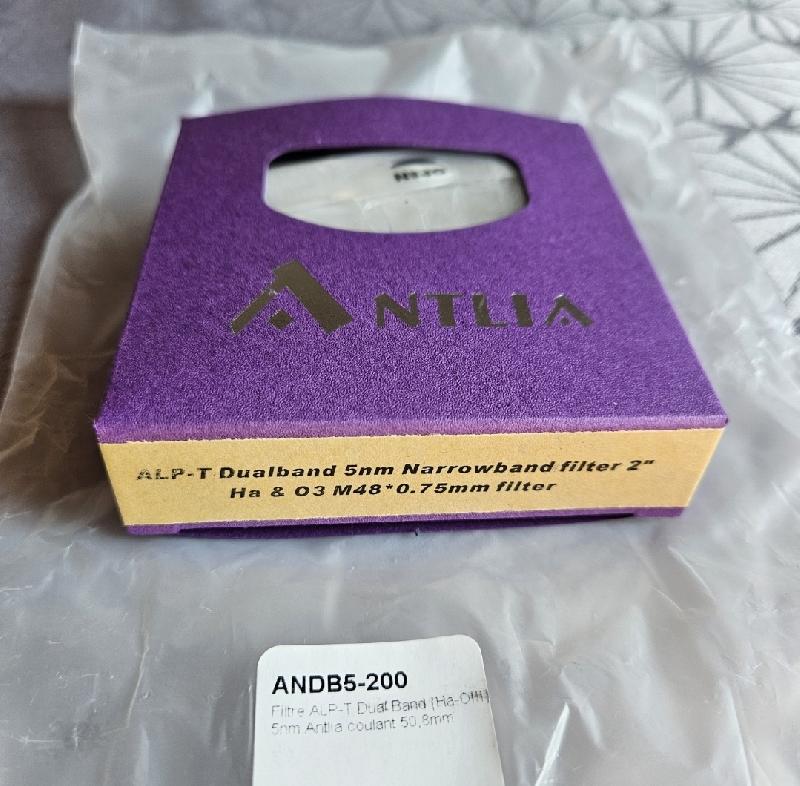 ANTLIA
ALP-T Dualband 5nm Narrowband filter 2"
Ha & O3 M48*0.75mm filter
ANDB5-200
Filtre ALP-T Dual Band [Ha-OIII]
5nm Antlia coulant 50,8mm